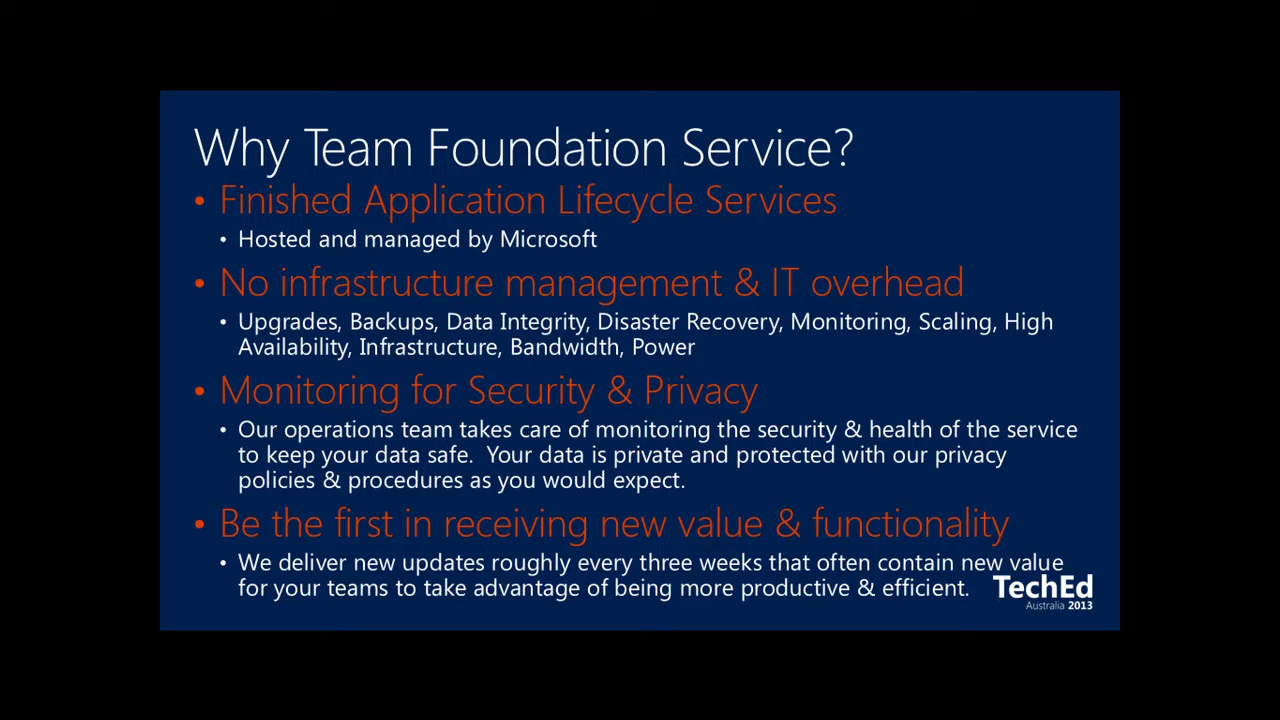 Why Team Foundation Service?
• Finished Application Lifecycle Services
• Hosted and managed by Microsoft
• No infrastructure management & IT overhead
• Upgrades, Backups, Data Integrity, Disaster Recovery, Monitoring, Scaling, High
Availability, Infrastructure, Bandwidth, Power
• Monitoring for Security & Privacy
• Our operations team takes care of monitoring the security & health of the service
to keep your data safe.  Your data is private and protected with our privacy
policies & procedures as you would expect.
• Be the first in receiving new value & functionality
• We deliver new updates roughly every three weeks that often contain new value
for your teams to take advantage of being more productive & efficient.
TechEd
Australia 2013